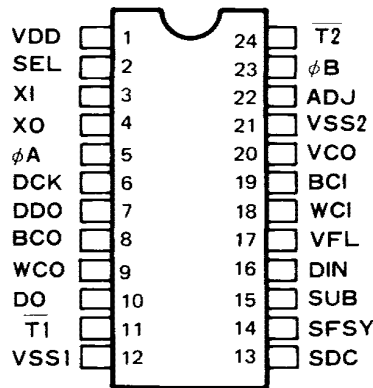 VDD 1 24 T̅2̅
SEL 2 23 φB
XI 3 22 ADJ
XO 4 21 VSS2
φA 5 20 VCO
DCK 6 19 BCI
DDO 7 18 WCI
BCO 8 17 VFL
WCO 9 16 DIN
DO 10 15 SUB
T̅1̅ 11 14 SFSY
VSS1 12 13 SDC